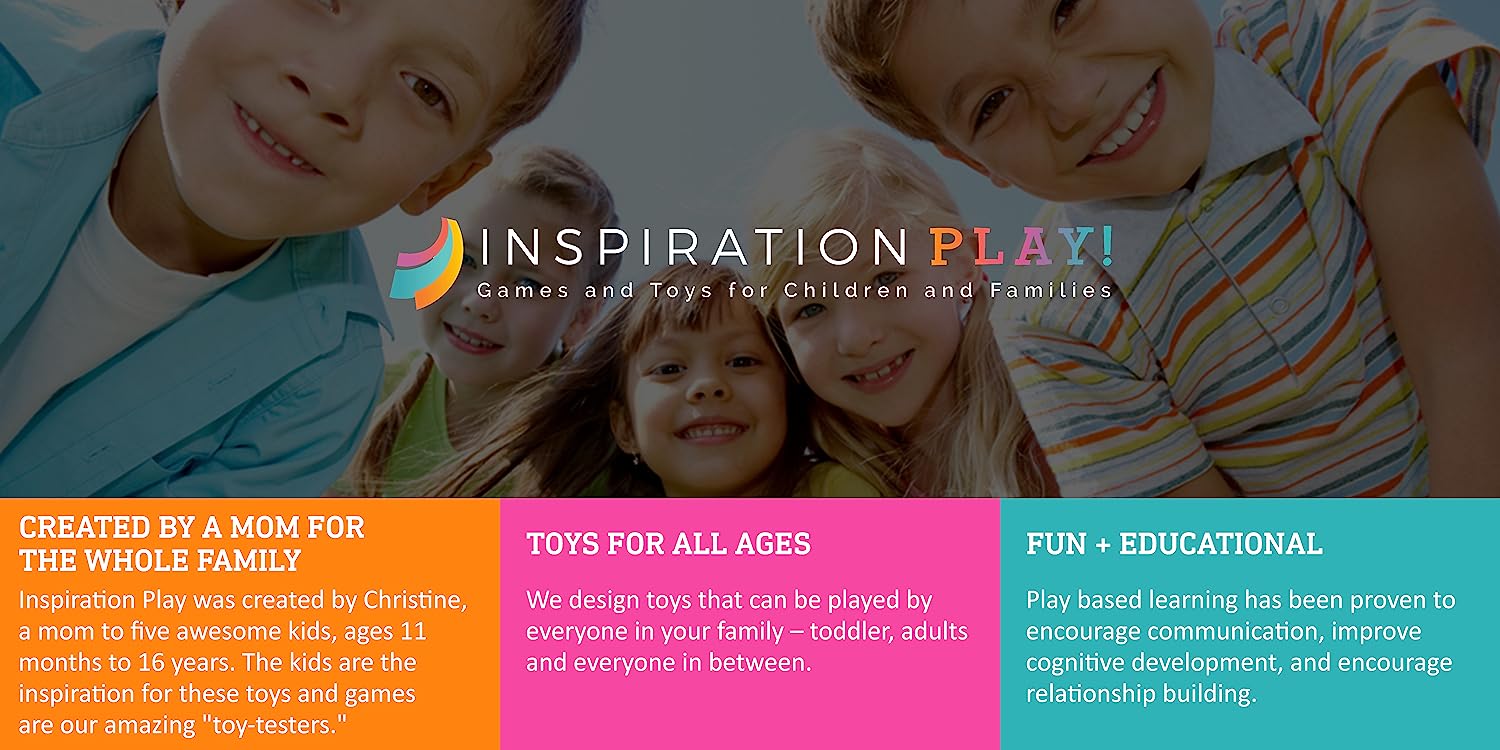 INSPIRATION PLAY!
Games and Toys for Children and Families
CREATED BY A MOM FOR
THE WHOLE FAMILY
Inspiration Play was created by Christine,
a mom to five awesome kids, ages 11
months to 16 years. The kids are the
inspiration for these toys and games
are our amazing "toy-testers."
TOYS FOR ALL AGES
We design toys that can be played by
everyone in your family – toddler, adults
and everyone in between.
FUN + EDUCATIONAL
Play based learning has been proven to
encourage communication, improve
cognitive development, and encourage
relationship building.